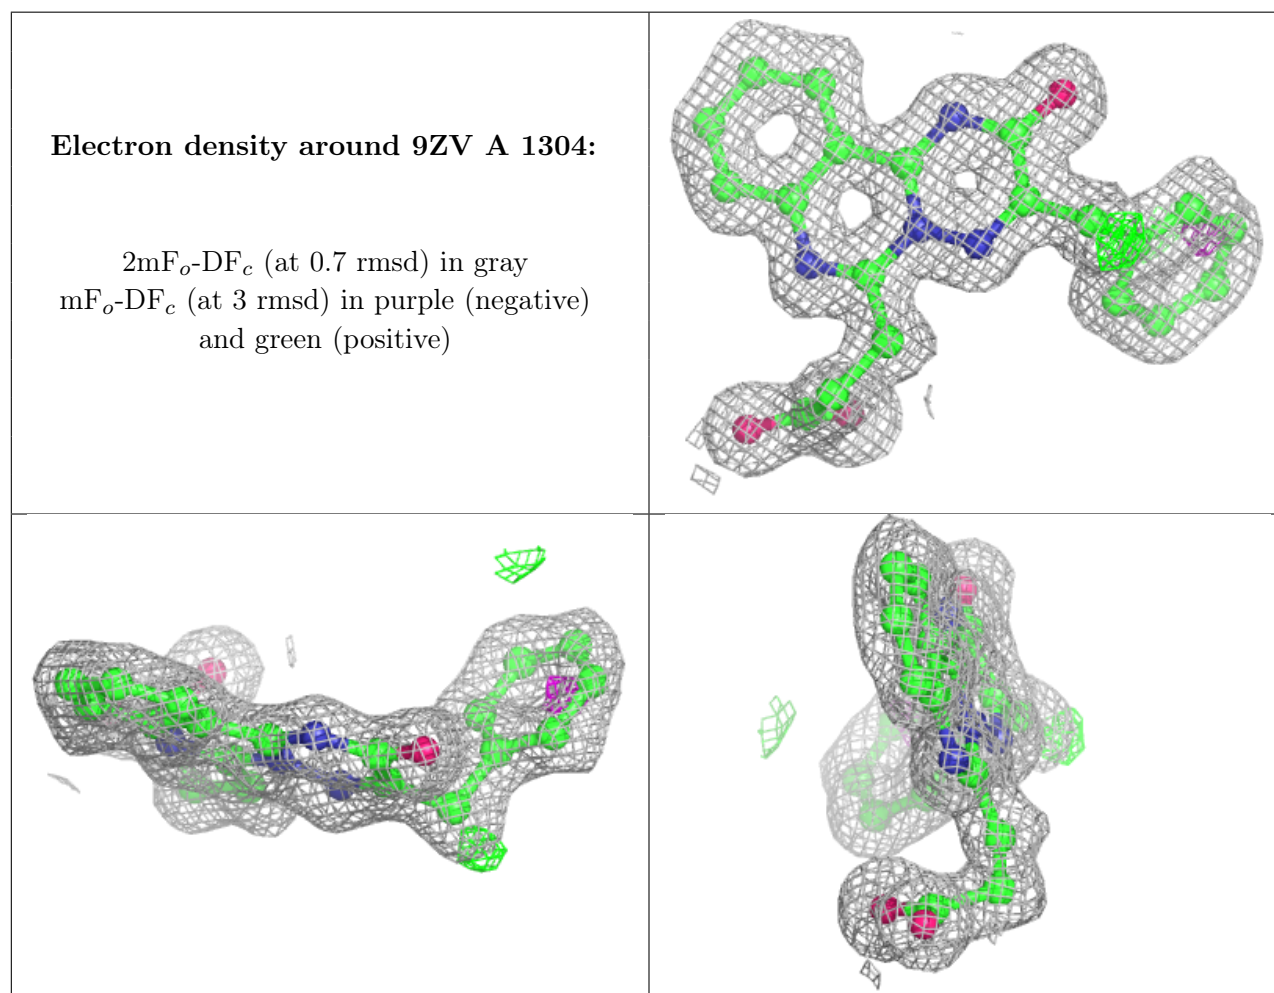 Electron density around 9ZV A 1304:
2mFo-DFc (at 0.7 rmsd) in gray
mFo-DFc (at 3 rmsd) in purple (negative)
and green (positive)